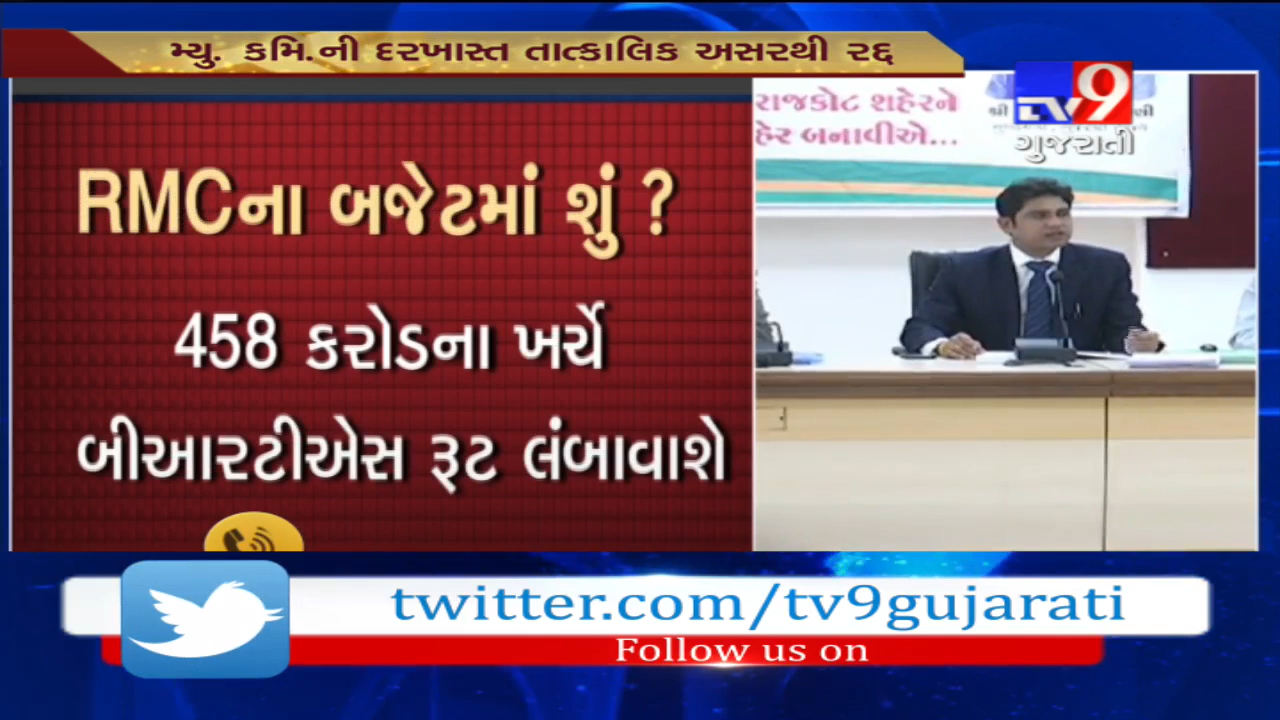 મ્યુ. કમિ.ની દરખાસ્ત તાત્કાલિક અસરથી રદ્દ
RMCના બજેટમાં શું ?
458 કરોડના ખર્ચે
બીઆરટીએસ રૂટ લંબાવાશે
રાજકોટ શહેરને
હેર બનાવીએ...
શ્રી
TV9
ગુજરાતી
twitter.com/tv9gujarati
Follow us on